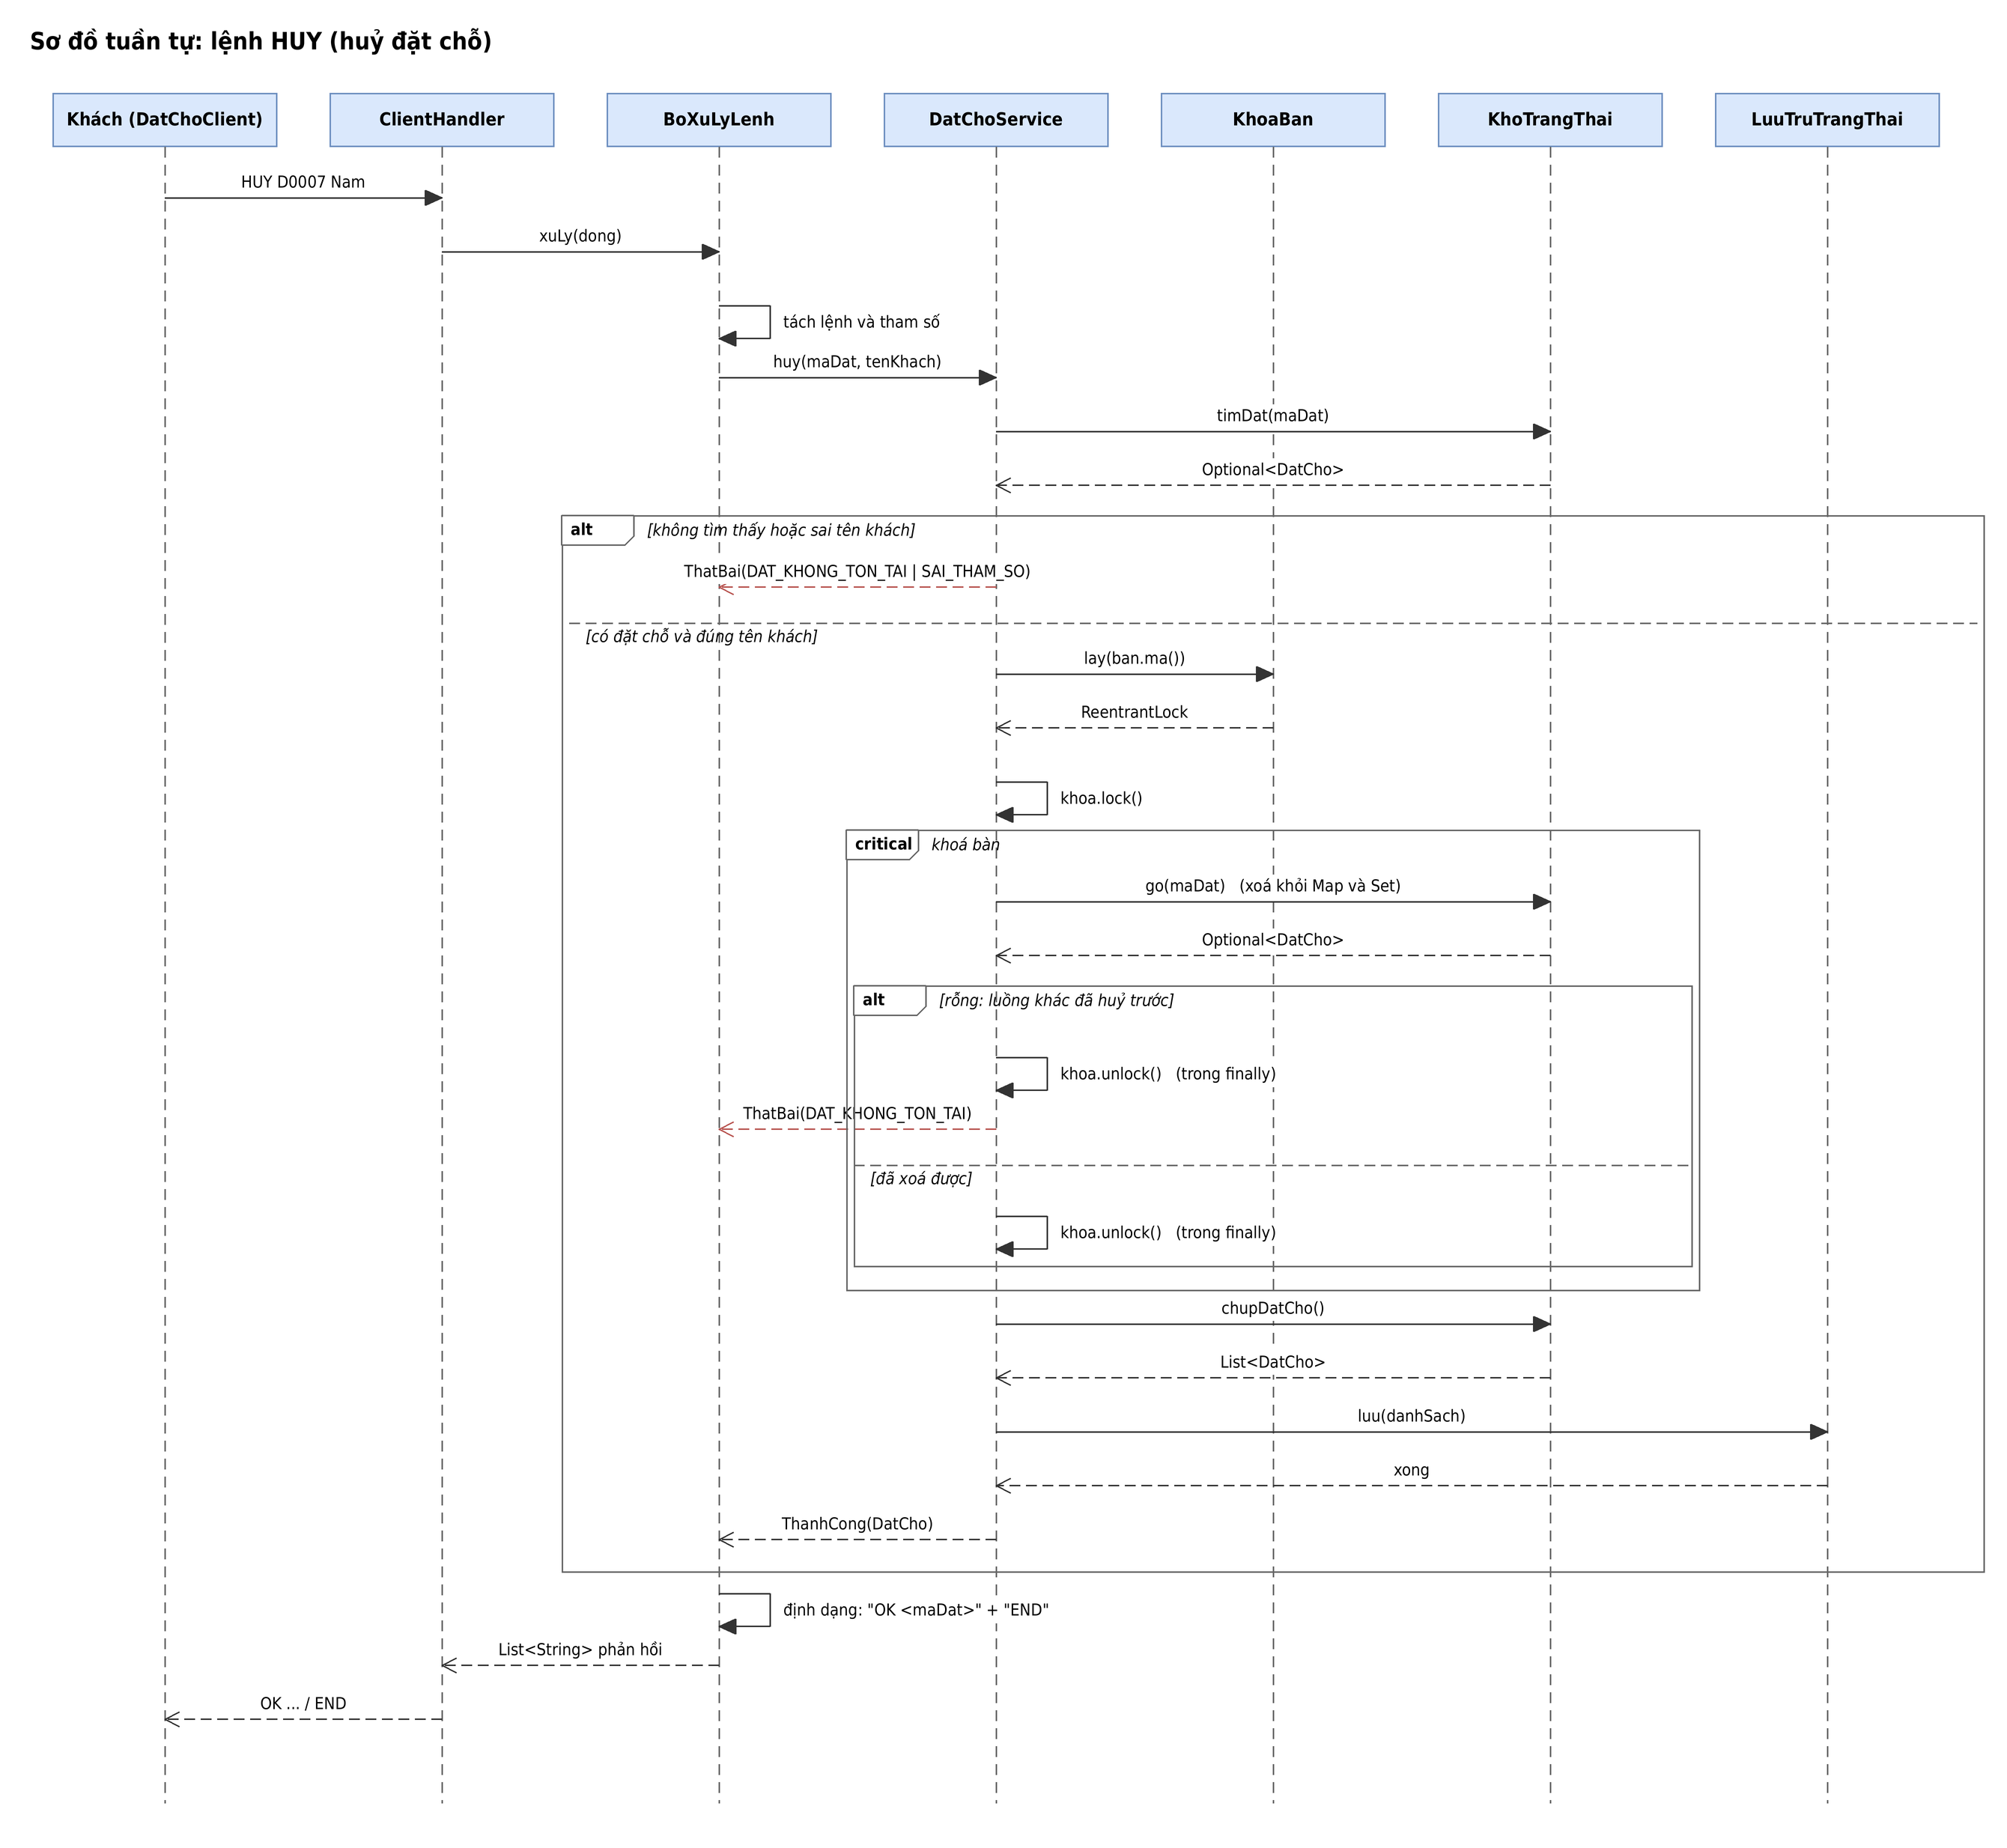 Sơ đồ tuần tự: lệnh HUY (huỷ đặt chỗ)
Khách (DatChoClient)
ClientHandler
BoXuLyLenh
DatChoService
KhoaBan
KhoTrangThai
LuuTruTrangThai
HUY D0007 Nam
xuLy(dong)
tách lệnh và tham số
huy(maDat, tenKhach)
timDat(maDat)
Optional<DatCho>
alt
[không tìm thấy hoặc sai tên khách]
ThatBai(DAT_KHONG_TON_TAI | SAI_THAM_SO)
[có đặt chỗ và đúng tên khách]
lay(ban.ma())
ReentrantLock
khoa.lock()
critical
khoá bàn
go(maDat)   (xoá khỏi Map và Set)
Optional<DatCho>
alt
[rỗng: luồng khác đã huỷ trước]
khoa.unlock()   (trong finally)
ThatBai(DAT_KHONG_TON_TAI)
[đã xoá được]
khoa.unlock()   (trong finally)
chupDatCho()
List<DatCho>
luu(danhSach)
xong
ThanhCong(DatCho)
định dạng: "OK <maDat>" + "END"
List<String> phản hồi
OK ... / END